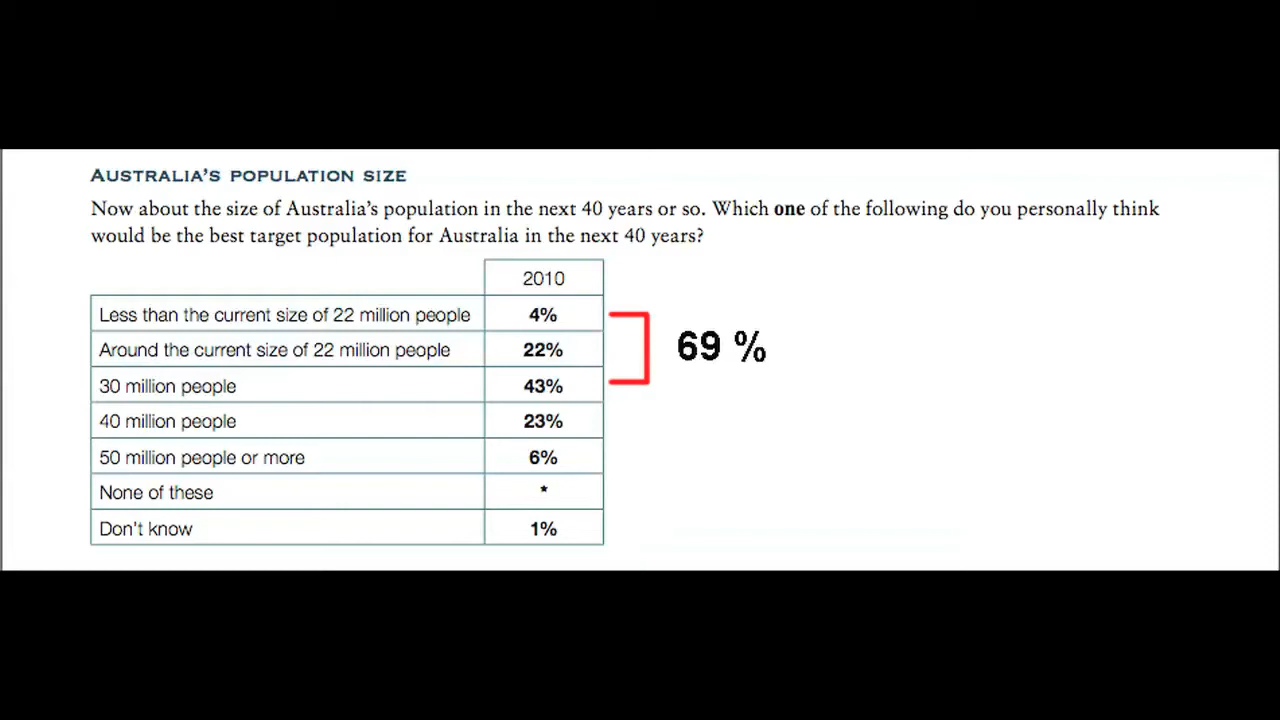 AUSTRALIA'S POPULATION SIZE
Now about the size of Australia's population in the next 40 years or so. Which one of the following do you personally think
would be the best target population for Australia in the next 40 years?
2010
Less than the current size of 22 million people 4%
Around the current size of 22 million people 22%
69 %
30 million people 43%
40 million people 23%
50 million people or more 6%
None of these *
Don't know 1%